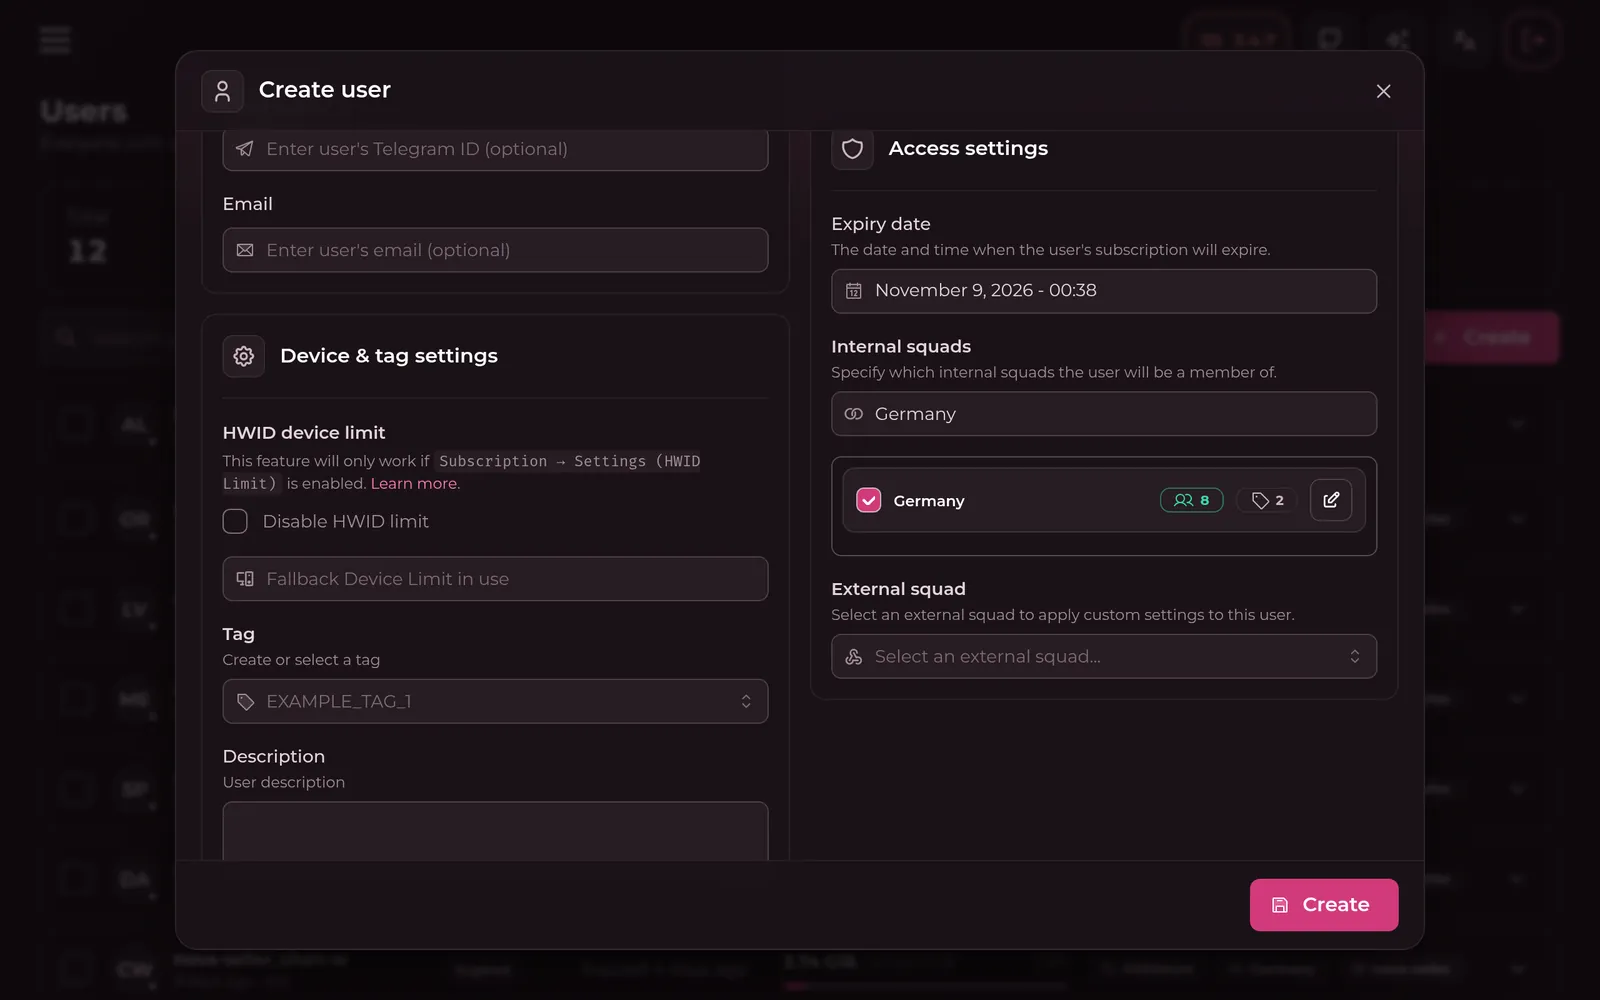 Users
12
Create user
Enter user's Telegram ID (optional)
Email
Enter user's email (optional)
Device & tag settings
HWID device limit
This feature will only work if Subscription → Settings (HWID
Limit) is enabled. Learn more.
Disable HWID limit
Fallback Device Limit in use
Tag
Create or select a tag
EXAMPLE_TAG_1
Description
User description
Access settings
Expiry date
The date and time when the user's subscription will expire.
November 9, 2026 - 00:38
Internal squads
Specify which internal squads the user will be a member of.
Germany
Germany
8
2
External squad
Select an external squad to apply custom settings to this user.
Select an external squad...
Create
Create